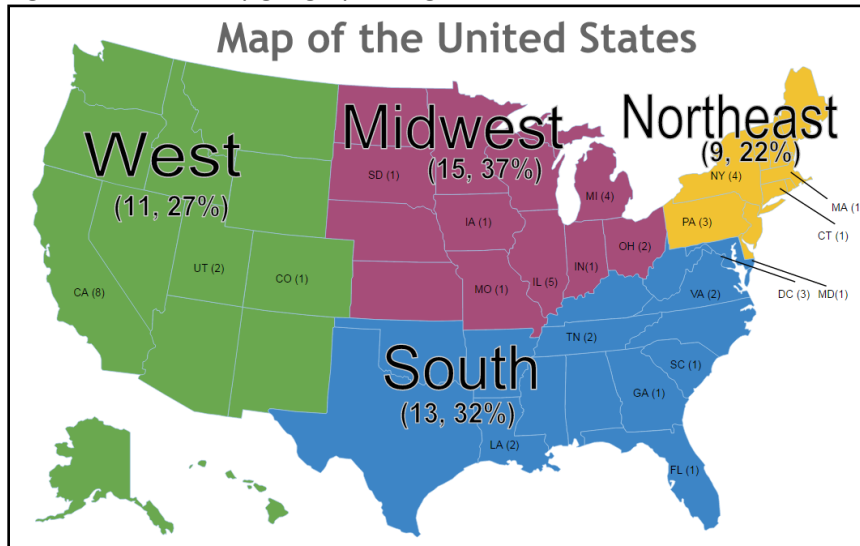 Map of the United States
West
(11, 27%)
Midwest
(15, 37%)
Northeast
(9, 22%)
South
(13, 32%)
SD (1)
MI (4)
NY (4)
MA (1
CT (1)
PA (3)
IA (1)
OH (2)
IN(1)
IL (5)
MO (1)
UT (2)
CO (1)
CA (8)
DC (3)
MD(1)
VA (2)
TN (2)
SC (1)
GA (1)
LA (2)
FL (1)